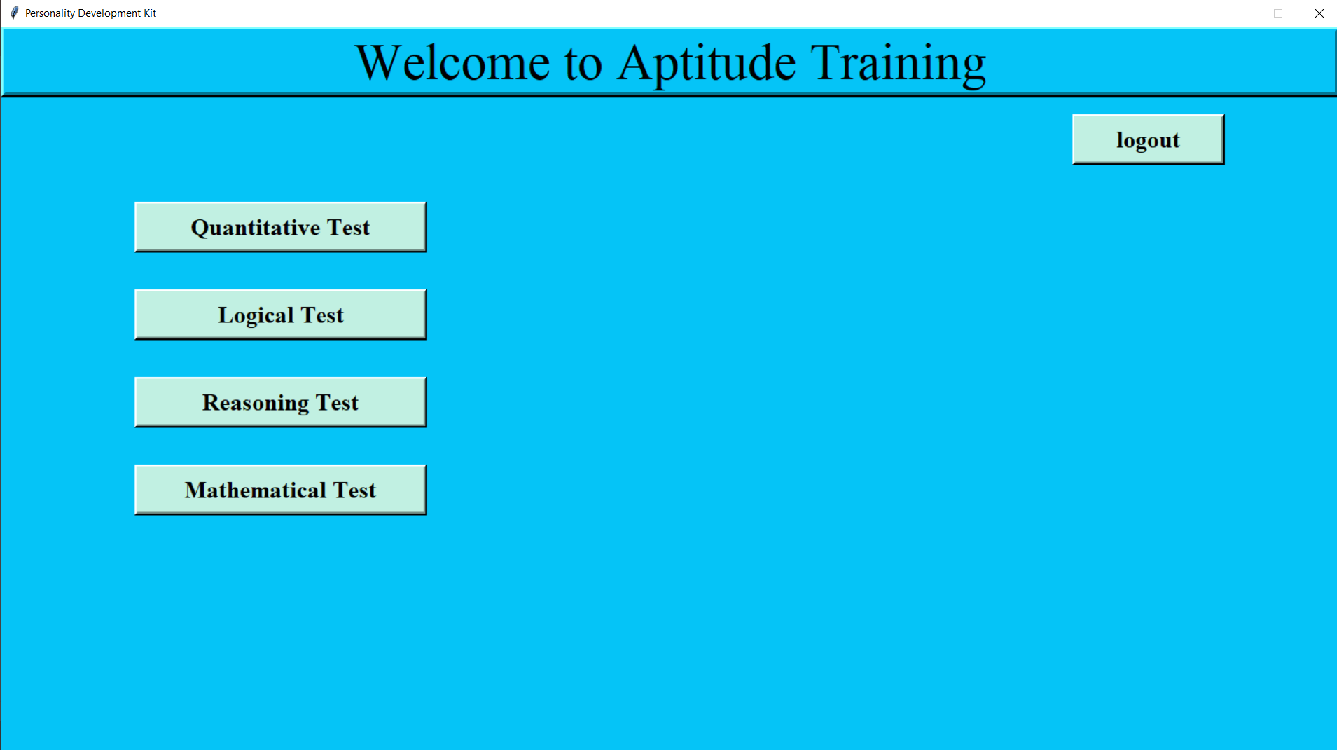 Personality Development Kit
Welcome to Aptitude Training
logout
Quantitative Test
Logical Test
Reasoning Test
Mathematical Test